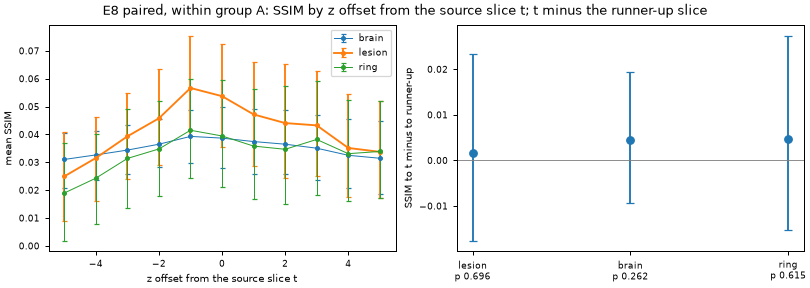 E8 paired, within group A: SSIM by z offset from the source slice t; t minus the runner-up slice
brain
lesion
ring
mean SSIM
0.07
0.06
0.05
0.04
0.03
0.02
0.01
0.00
−4
−2
0
2
4
z offset from the source slice t
SSIM to t minus to runner-up
0.02
0.01
0.00
−0.01
lesion
p 0.696
brain
p 0.262
ring
p 0.615